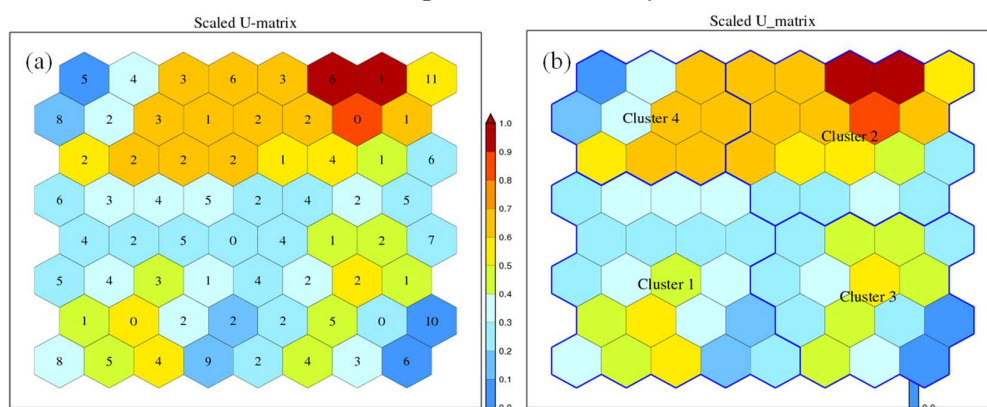 Scaled U-matrix
Scaled U_matrix
(a)
5 4 3 6 3 6 1 11
8 2 3 1 2 2 0 1
2 2 2 2 1 4 1 6
6 3 4 5 2 4 2 5
4 2 5 0 4 1 2 7
5 4 3 1 4 2 2 1
1 0 2 2 2 5 0 10
8 5 4 9 2 4 3 6
1.0
0.9
0.8
0.7
0.6
0.5
0.4
0.3
0.2
0.1
0.0
(b)
Cluster 4
Cluster 2
Cluster 1
Cluster 3
0.0